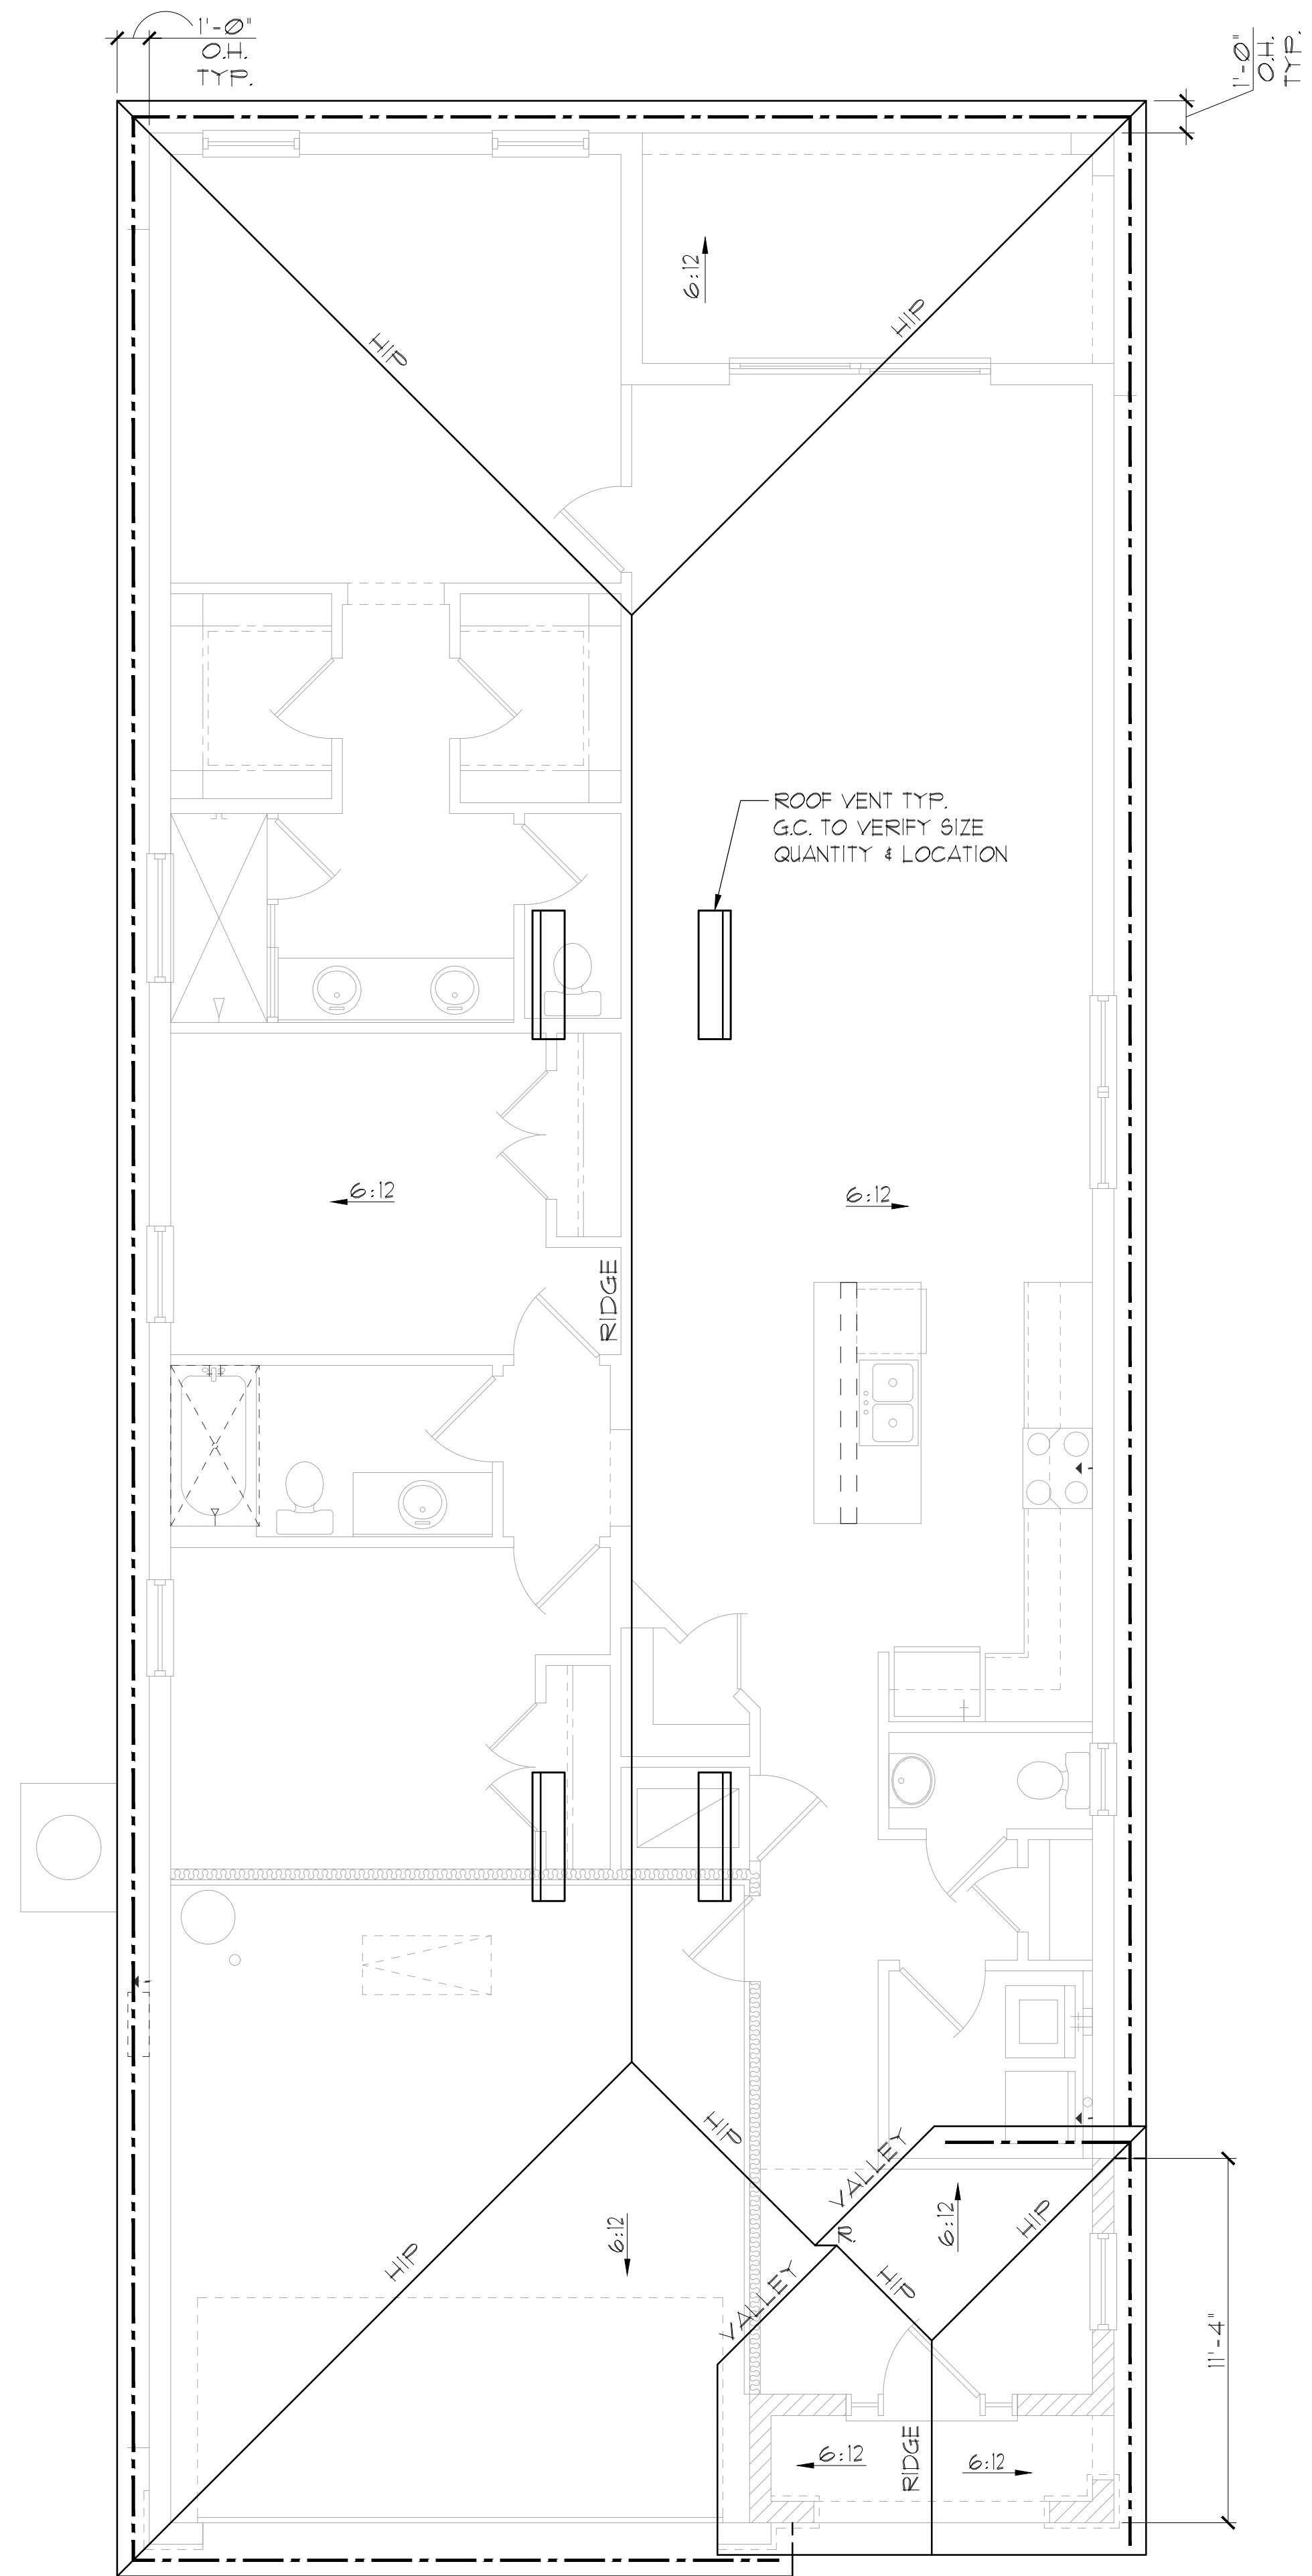 1'-0"
O.H.
TYP.
1'-0"
O.H.
TYP.
6:12
HIP
HIP
ROOF VENT TYP.
G.C. TO VERIFY SIZE
QUANTITY & LOCATION
6:12
6:12
RIDGE
HIP
VALLEY
HIP
6:12
R.
6:12
HIP
HIP
VALLEY
11'-4"
6:12
RIDGE
6:12